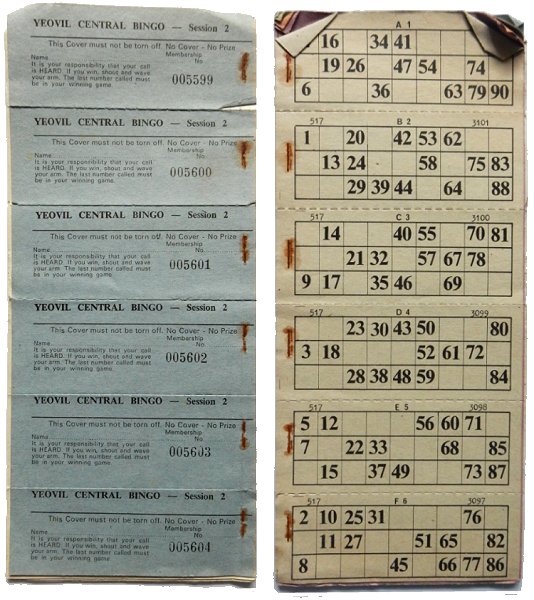 YEOVIL CENTRAL BINGO — Session 2
This Cover must not be torn off. No Cover - No Prize
Name Membership No.
It is your responsibility that your call
is HEARD. If you win, shout and wave
your arm. The last number called must
be in your winning game.
005599
YEOVIL CENTRAL BINGO — Session 2
This Cover must not be torn off. No Cover - No Prize
Name Membership No.
It is your responsibility that your call
is HEARD. If you win, shout and wave
your arm. The last number called must
be in your winning game.
005600
YEOVIL CENTRAL BINGO — Session 2
This Cover must not be torn off. No Cover - No Prize
Name Membership No.
It is your responsibility that your call
is HEARD. If you win, shout and wave
your arm. The last number called must
be in your winning game.
005601
YEOVIL CENTRAL BINGO — Session 2
This Cover must not be torn off. No Cover - No Prize
Name Membership No.
It is your responsibility that your call
is HEARD. If you win, shout and wave
your arm. The last number called must
be in your winning game.
005602
YEOVIL CENTRAL BINGO — Session 2
This Cover must not be torn off. No Cover - No Prize
Name Membership No.
It is your responsibility that your call
is HEARD. If you win, shout and wave
your arm. The last number called must
be in your winning game.
005603
YEOVIL CENTRAL BINGO — Session 2
This Cover must not be torn off. No Cover - No Prize
Name Membership No.
It is your responsibility that your call
is HEARD. If you win, shout and wave
your arm. The last number called must
be in your winning game.
005604
A 1
16 34 41
19 26 47 54 74
6 36 63 79 90
517 B 2 3101
1 20 42 53 62
13 24 58 75 83
29 39 44 64 88
517 C 3 3100
14 40 55 70 81
21 32 57 67 78
9 17 35 46 69
517 D 4 3099
23 30 43 50 80
3 18 52 61 72
28 38 48 59 84
517 E 5 3098
5 12 56 60 71
7 22 33 68 85
15 37 49 73 87
517 F 6 3097
2 10 25 31 76
11 27 51 65 82
8 45 66 77 86